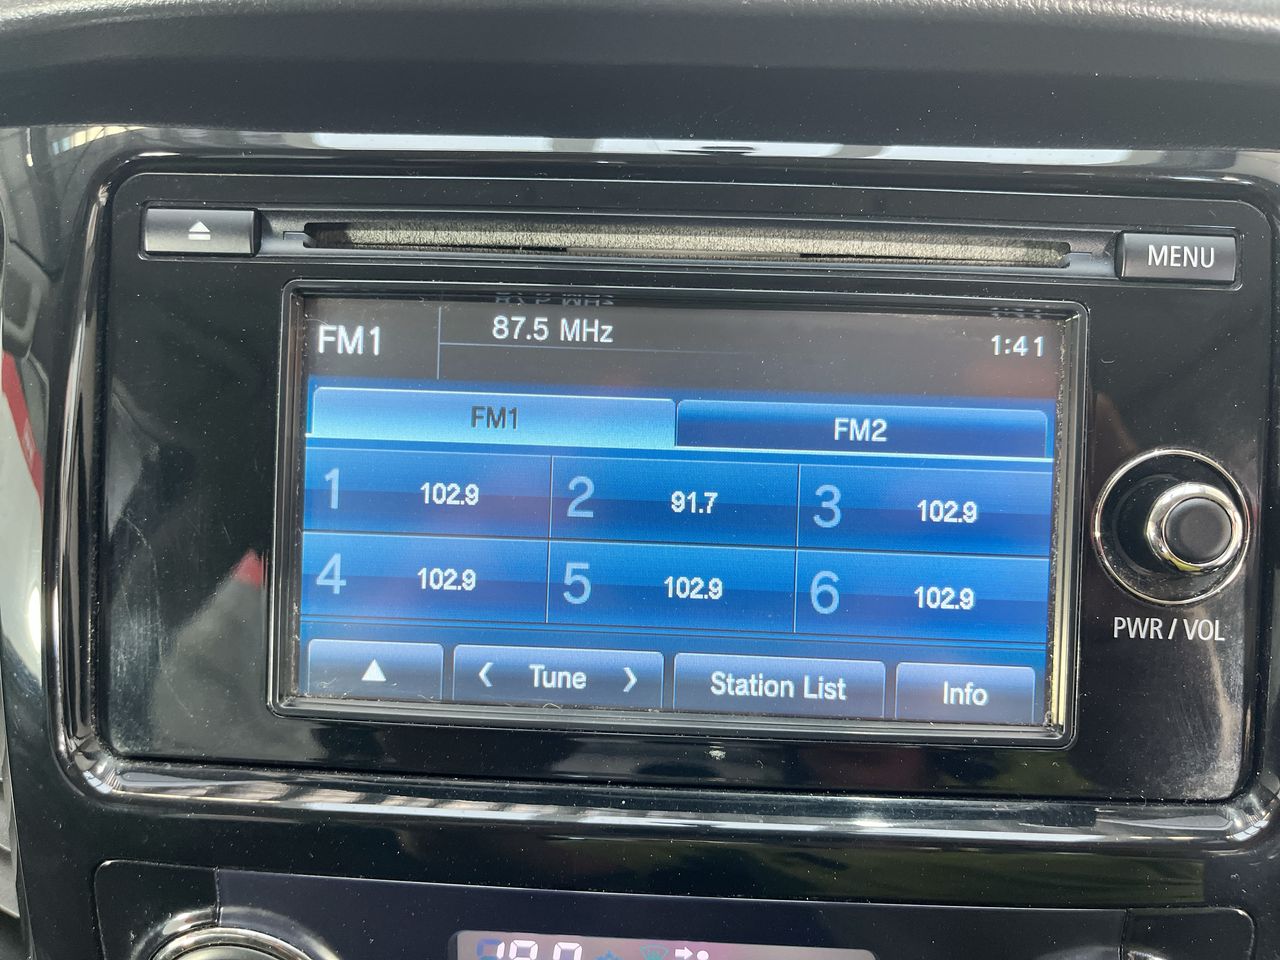 MENU
FM1
87.5 MHz
1:41
FM1
FM2
1 102.9
2 91.7
3 102.9
4 102.9
5 102.9
6 102.9
Tune
Station List
Info
PWR / VOL